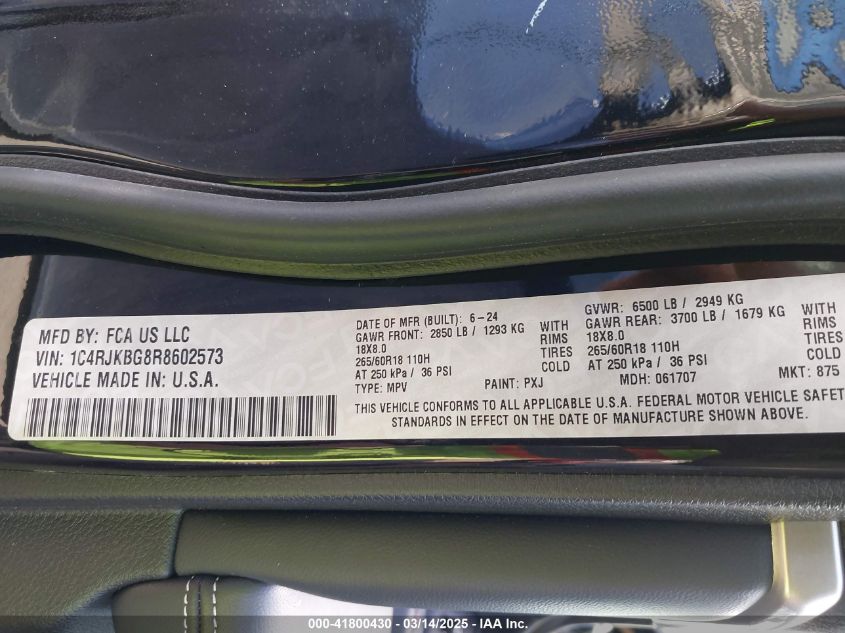 MFD BY: FCA US LLC
VIN: 1C4RJKBG8R8602573
VEHICLE MADE IN: U.S.A.
DATE OF MFR (BUILT): 6-24
GAWR FRONT: 2850 LB / 1293 KG WITH
18X8.0 RIMS
265/60R18 110H TIRES
AT 250 kPa / 36 PSI
TYPE: MPV PAINT: PXJ
GVWR: 6500 LB / 2949 KG
GAWR REAR: 3700 LB / 1679 KG WITH
18X8.0 RIMS
265/60R18 110H TIRES
AT 250 kPa / 36 PSI
MDH: 061707 MKT: 875
THIS VEHICLE CONFORMS TO ALL APPLICABLE U.S.A. FEDERAL MOTOR VEHICLE SAFET
STANDARDS IN EFFECT ON THE DATE OF MANUFACTURE SHOWN ABOVE.
000-41800430 - 03/14/2025 - IAA Inc.